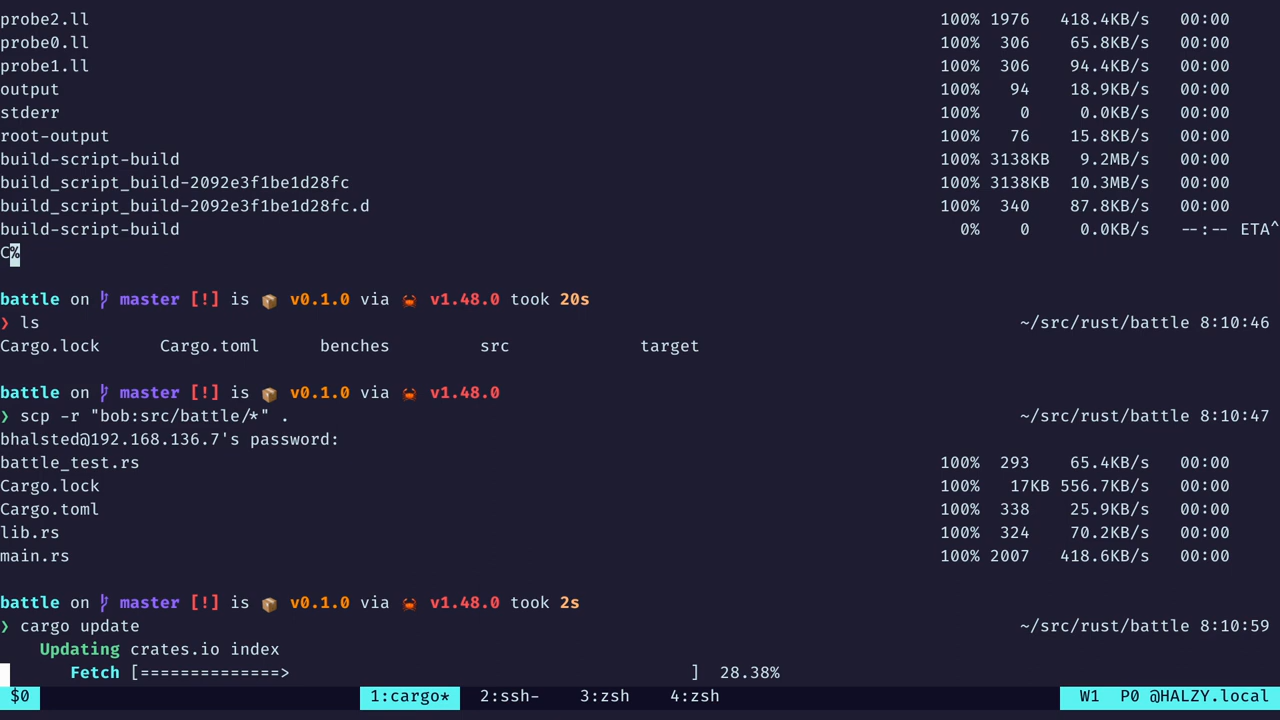 probe2.ll 100% 1976 418.4KB/s 00:00
probe0.ll 100% 306 65.8KB/s 00:00
probe1.ll 100% 306 94.4KB/s 00:00
output 100% 94 18.9KB/s 00:00
stderr 100% 0 0.0KB/s 00:00
root-output 100% 76 15.8KB/s 00:00
build-script-build 100% 3138KB 9.2MB/s 00:00
build_script_build-2092e3f1be1d28fc 100% 3138KB 10.3MB/s 00:00
build_script_build-2092e3f1be1d28fc.d 100% 340 87.8KB/s 00:00
build-script-build 0% 0 0.0KB/s --:-- ETA^
C%
battle on master [!] is 📦 v0.1.0 via 🦀 v1.48.0 took 20s
❯ ls ~/src/rust/battle 8:10:46
Cargo.lock Cargo.toml benches src target
battle on master [!] is 📦 v0.1.0 via 🦀 v1.48.0
❯ scp -r "bob:src/battle/*" . ~/src/rust/battle 8:10:47
bhalsted@192.168.136.7's password:
battle_test.rs 100% 293 65.4KB/s 00:00
Cargo.lock 100% 17KB 556.7KB/s 00:00
Cargo.toml 100% 338 25.9KB/s 00:00
lib.rs 100% 324 70.2KB/s 00:00
main.rs 100% 2007 418.6KB/s 00:00
battle on master [!] is 📦 v0.1.0 via 🦀 v1.48.0 took 2s
❯ cargo update ~/src/rust/battle 8:10:59
Updating crates.io index
Fetch [==============> ] 28.38%
$0 1:cargo* 2:ssh- 3:zsh 4:zsh W1 P0 @HALZY.local